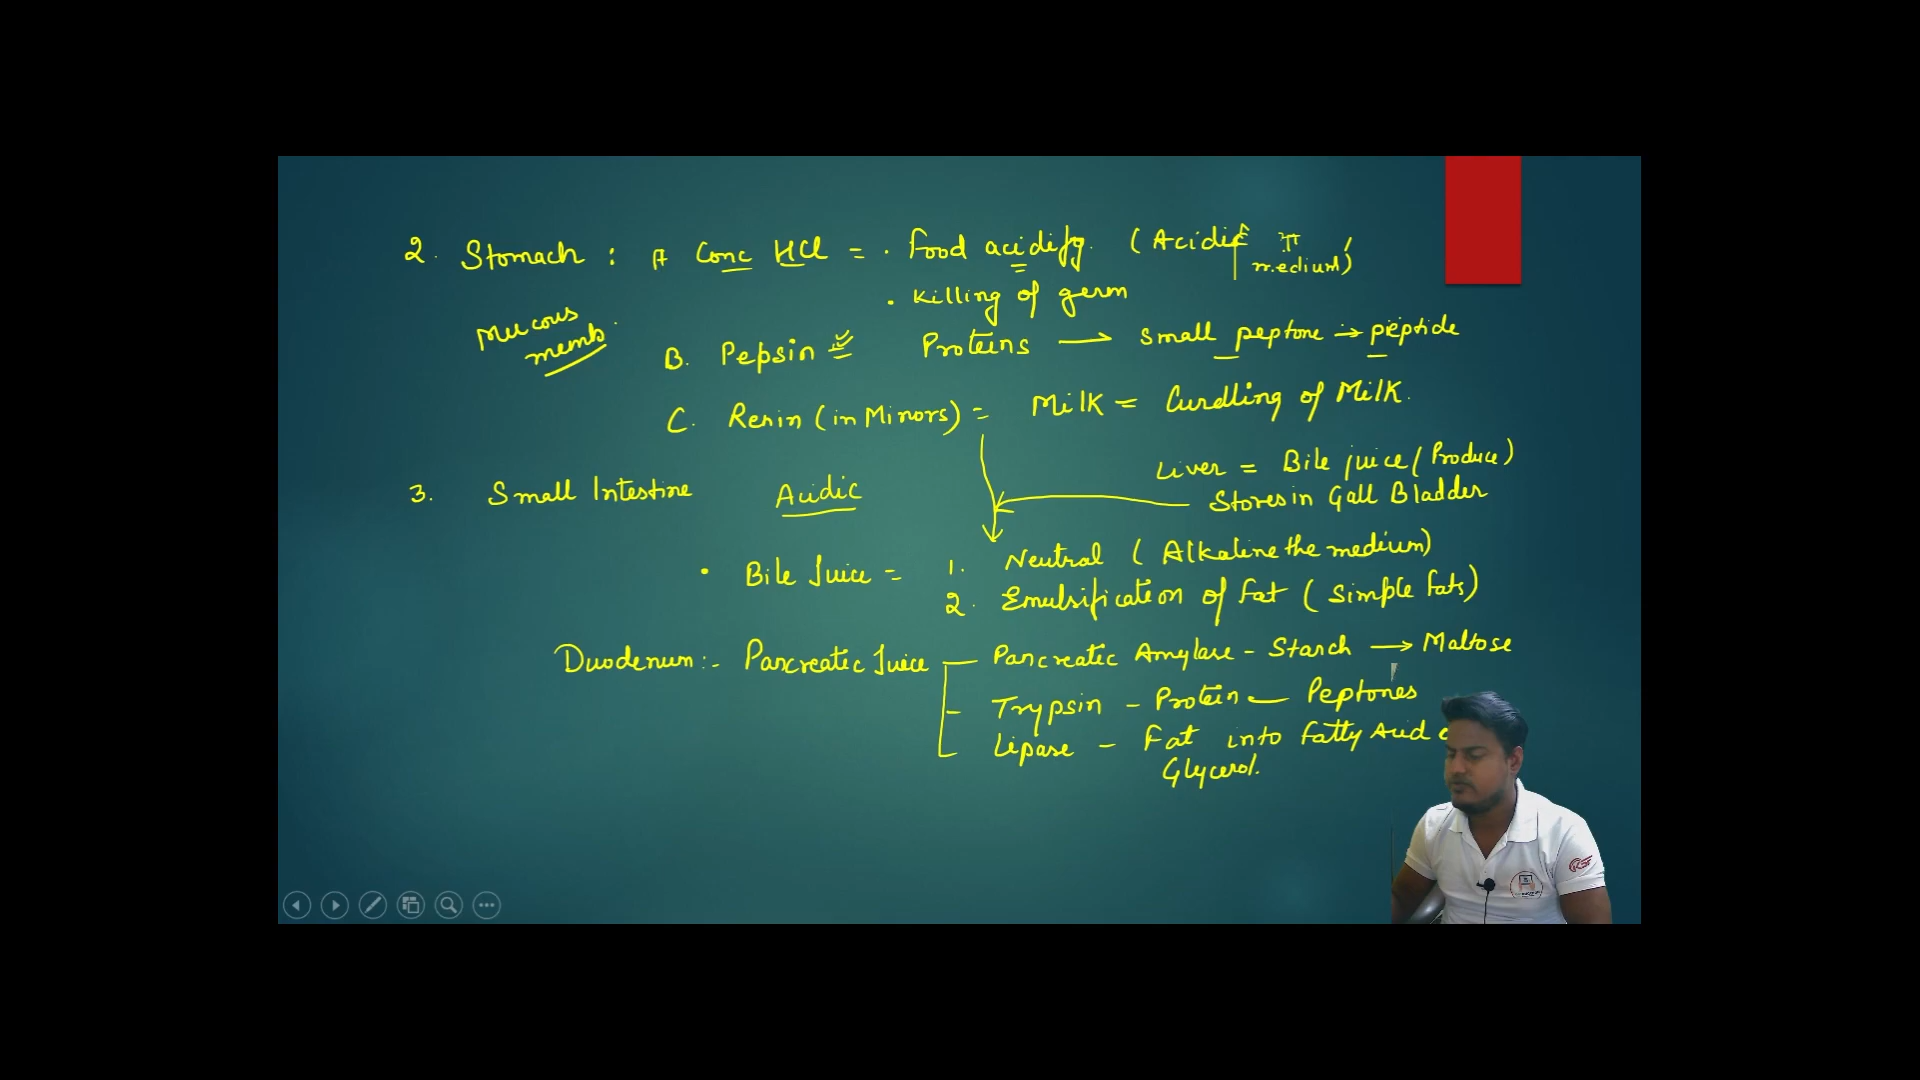 2. Stomach : A Conc HCl = . Food acidify. (Acidic medium)
. Killing of germ
Mucous memb.
B. Pepsin = Proteins → Small peptone → peptide
C. Renin (in Minors) = Milk = Curdling of Milk.
Liver = Bile juice (Produce)
3. Small Intestine Acidic
Stores in Gall Bladder
. Bile Juice = 1. Neutral (Alkaline the medium)
2. Emulsification of Fat (Simple Fats)
Duodenum :- Pancreatic Juice — Pancreatic Amylase - Starch → Maltose
- Trypsin - Protein — Peptones
Lipase - Fat into Fatty Acid
Glycerol.